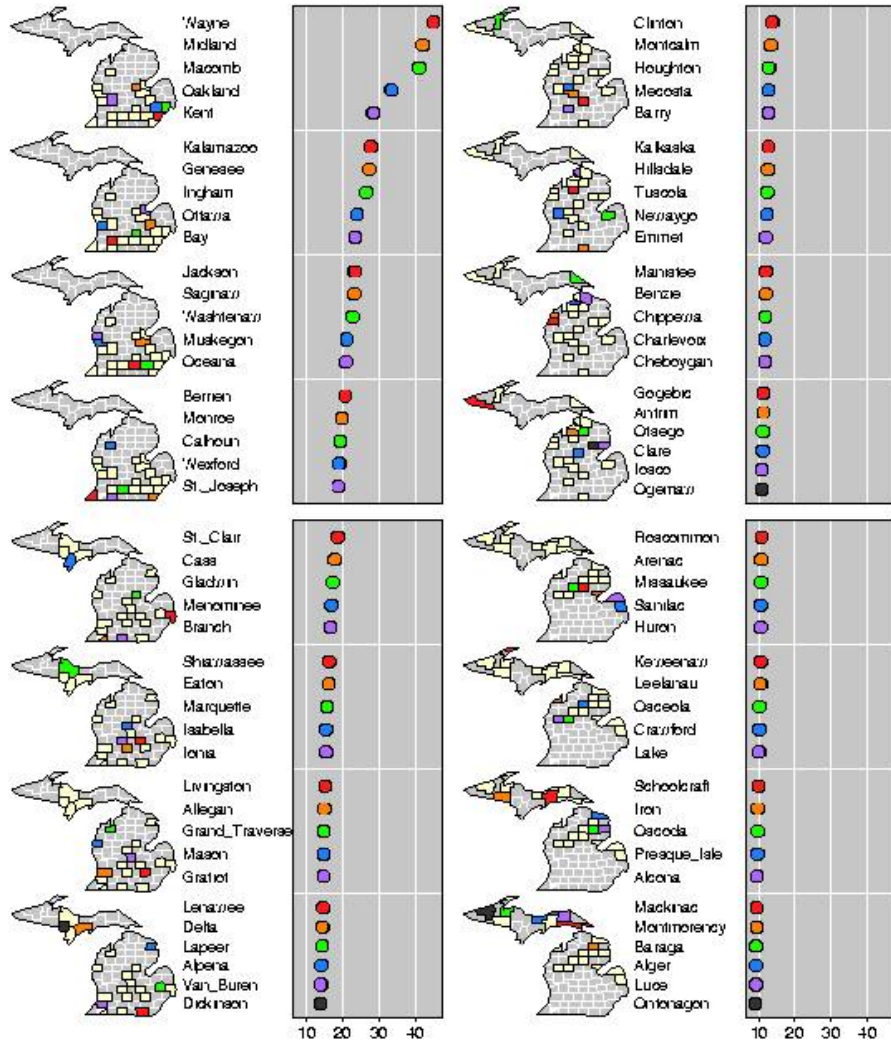 Wayne
Midland
Macomb
Oakland
Kent
Kalamazoo
Genesee
Ingham
Ottawa
Bay
Jackson
Saginaw
Washtenaw
Muskegon
Oceana
Berrien
Monroe
Calhoun
Wexford
St._Joseph
St._Clair
Cass
Gladwin
Menominee
Branch
Shiawassee
Eaton
Marquette
Isabella
Ionia
Livingston
Allegan
Grand_Traverse
Mason
Gratiot
Lenawee
Delta
Lapeer
Alpena
Van_Buren
Dickinson
10 20 30 40
Clinton
Montcalm
Houghton
Mecosta
Barry
Kalkaska
Hillsdale
Tuscola
Newaygo
Emmet
Manistee
Benzie
Chippewa
Charlevoix
Cheboygan
Gogebic
Antrim
Otsego
Clare
Iosco
Ogemaw
Roscommon
Arenac
Missaukee
Sanilac
Huron
Keweenaw
Leelanau
Osceola
Crawford
Lake
Schoolcraft
Iron
Oscoda
Presque_Isle
Alcona
Mackinac
Montmorency
Baraga
Alger
Luce
Ontonagon
10 20 30 40